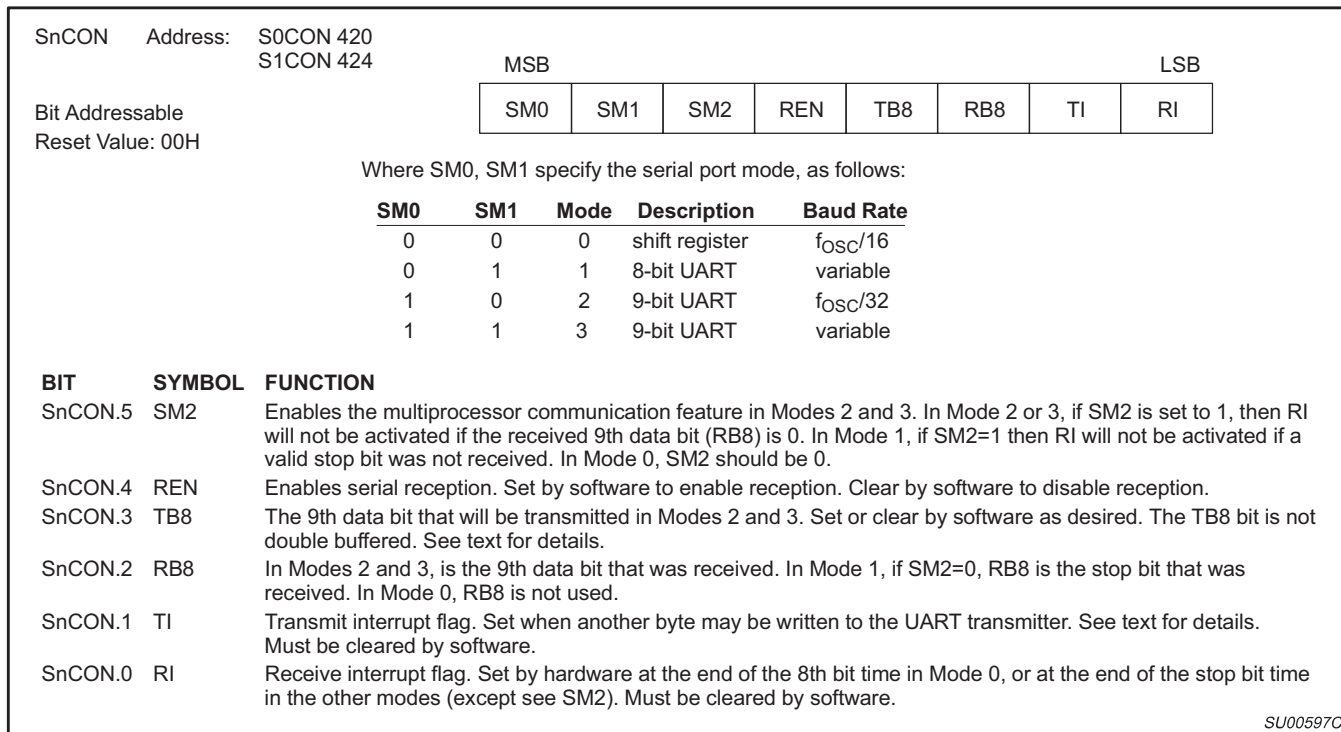 SnCON Address: S0CON 420
S1CON 424
MSB LSB
Bit Addressable
Reset Value: 00H
SM0 SM1 SM2 REN TB8 RB8 TI RI
Where SM0, SM1 specify the serial port mode, as follows:
SM0 SM1 Mode Description Baud Rate
0 0 0 shift register fOSC/16
0 1 1 8-bit UART variable
1 0 2 9-bit UART fOSC/32
1 1 3 9-bit UART variable
BIT SYMBOL FUNCTION
SnCON.5 SM2 Enables the multiprocessor communication feature in Modes 2 and 3. In Mode 2 or 3, if SM2 is set to 1, then RI
will not be activated if the received 9th data bit (RB8) is 0. In Mode 1, if SM2=1 then RI will not be activated if a
valid stop bit was not received. In Mode 0, SM2 should be 0.
SnCON.4 REN Enables serial reception. Set by software to enable reception. Clear by software to disable reception.
SnCON.3 TB8 The 9th data bit that will be transmitted in Modes 2 and 3. Set or clear by software as desired. The TB8 bit is not
double buffered. See text for details.
SnCON.2 RB8 In Modes 2 and 3, is the 9th data bit that was received. In Mode 1, if SM2=0, RB8 is the stop bit that was
received. In Mode 0, RB8 is not used.
SnCON.1 TI Transmit interrupt flag. Set when another byte may be written to the UART transmitter. See text for details.
Must be cleared by software.
SnCON.0 RI Receive interrupt flag. Set by hardware at the end of the 8th bit time in Mode 0, or at the end of the stop bit time
in the other modes (except see SM2). Must be cleared by software.
SU00597C